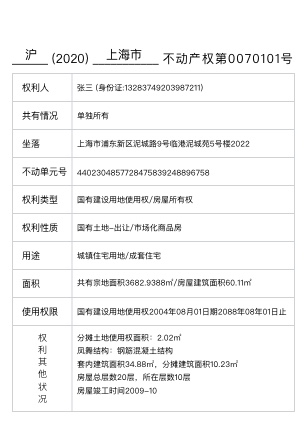 沪 (2020) 上海市 不动产权第0070101号
权利人 张三 (身份证:13283749203987211)
共有情况 单独所有
坐落 上海市浦东新区泥城路9号临港泥城苑5号楼2022
不动单元号 4402304857728475839248896758
权利类型 国有建设用地使用权/房屋所有权
权利性质 国有土地-出让/市场化商品房
用途 城镇住宅用地/成套住宅
面积 共有宗地面积3682.9388㎡/房屋建筑面积60.11㎡
使用权限 国有建设用地使用权2004年08月01日期2088年08年01日止
权利其他状况
分摊土地使用权面积：2.02㎡
凤舞结构：钢筋混凝土结构
套内建筑面积34.88㎡，分摊建筑面积10.23㎡
房屋总层数20层，所在层数10层
房屋竣工时间2009-10